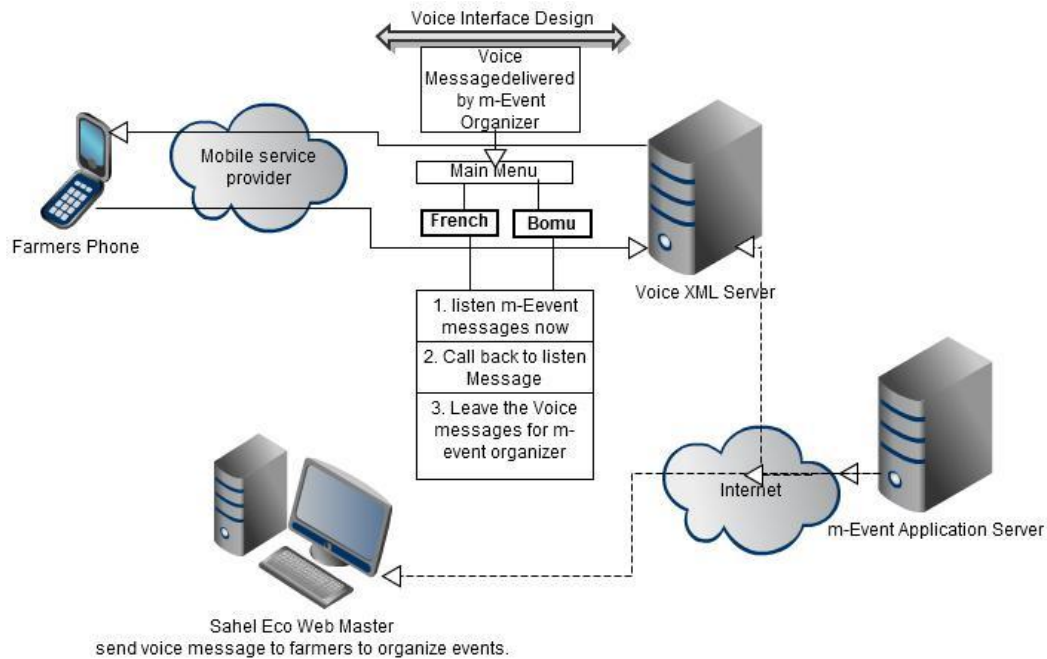 Voice Interface Design
Voice
Messagedelivered
by m-Event
Organizer
Mobile service
provider
Main Menu
French
Bomu
Farmers Phone
Voice XML Server
1. listen m-Eevent
messages now
2. Call back to listen
Message
3. Leave the Voice
messages for m-
event organizer
Internet
m-Event Application Server
Sahel Eco Web Master
send voice message to farmers to organize events.